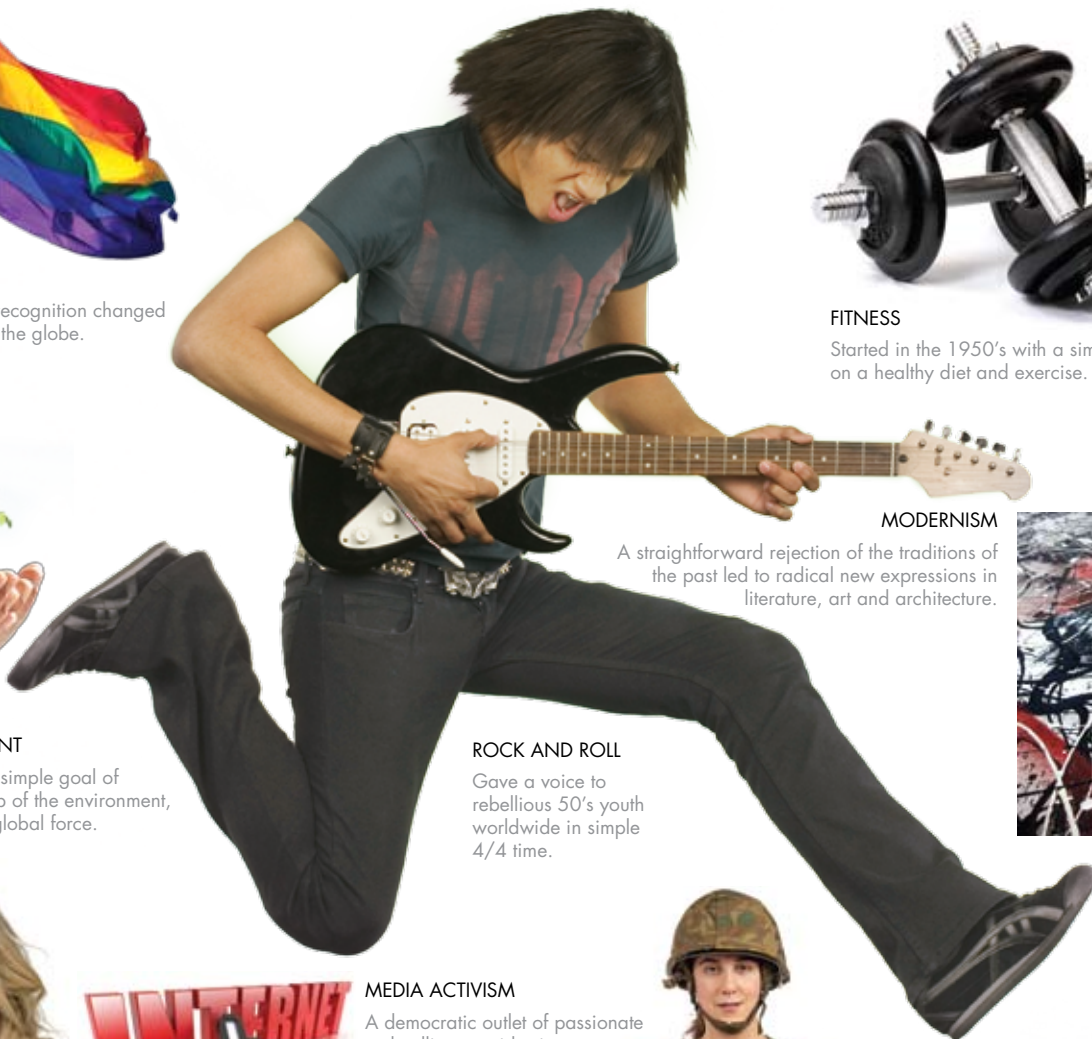 ecognition changed
the globe.
FITNESS
Started in the 1950's with a
on a healthy diet and exercise.
MODERNISM
A straightforward rejection of the traditions of
the past led to radical new expressions in
literature, art and architecture.
NT
simple goal of
of the environment,
global force.
ROCK AND ROLL
Gave a voice to
rebellious 50's youth
worldwide in simple
4/4 time.
INTERNET
MEDIA ACTIVISM
A democratic outlet of passionate